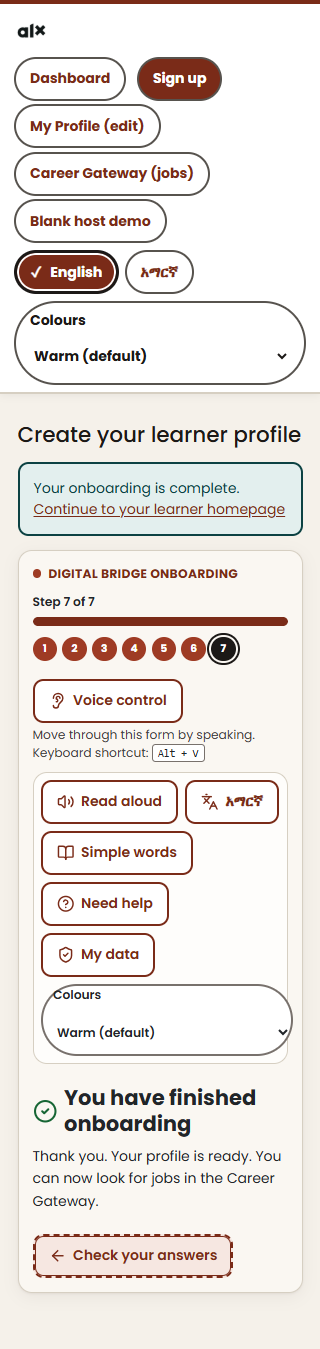 alx
Dashboard
Sign up
My Profile (edit)
Career Gateway (jobs)
Blank host demo
✓ English
አማርኛ
Colours
Warm (default)
Create your learner profile
Your onboarding is complete.
Continue to your learner homepage
DIGITAL BRIDGE ONBOARDING
Step 7 of 7
1 2 3 4 5 6 7
Voice control
Move through this form by speaking.
Keyboard shortcut: Alt + V
Read aloud
አማርኛ
Simple words
Need help
My data
Colours
Warm (default)
You have finished
onboarding
Thank you. Your profile is ready. You
can now look for jobs in the Career
Gateway.
← Check your answers